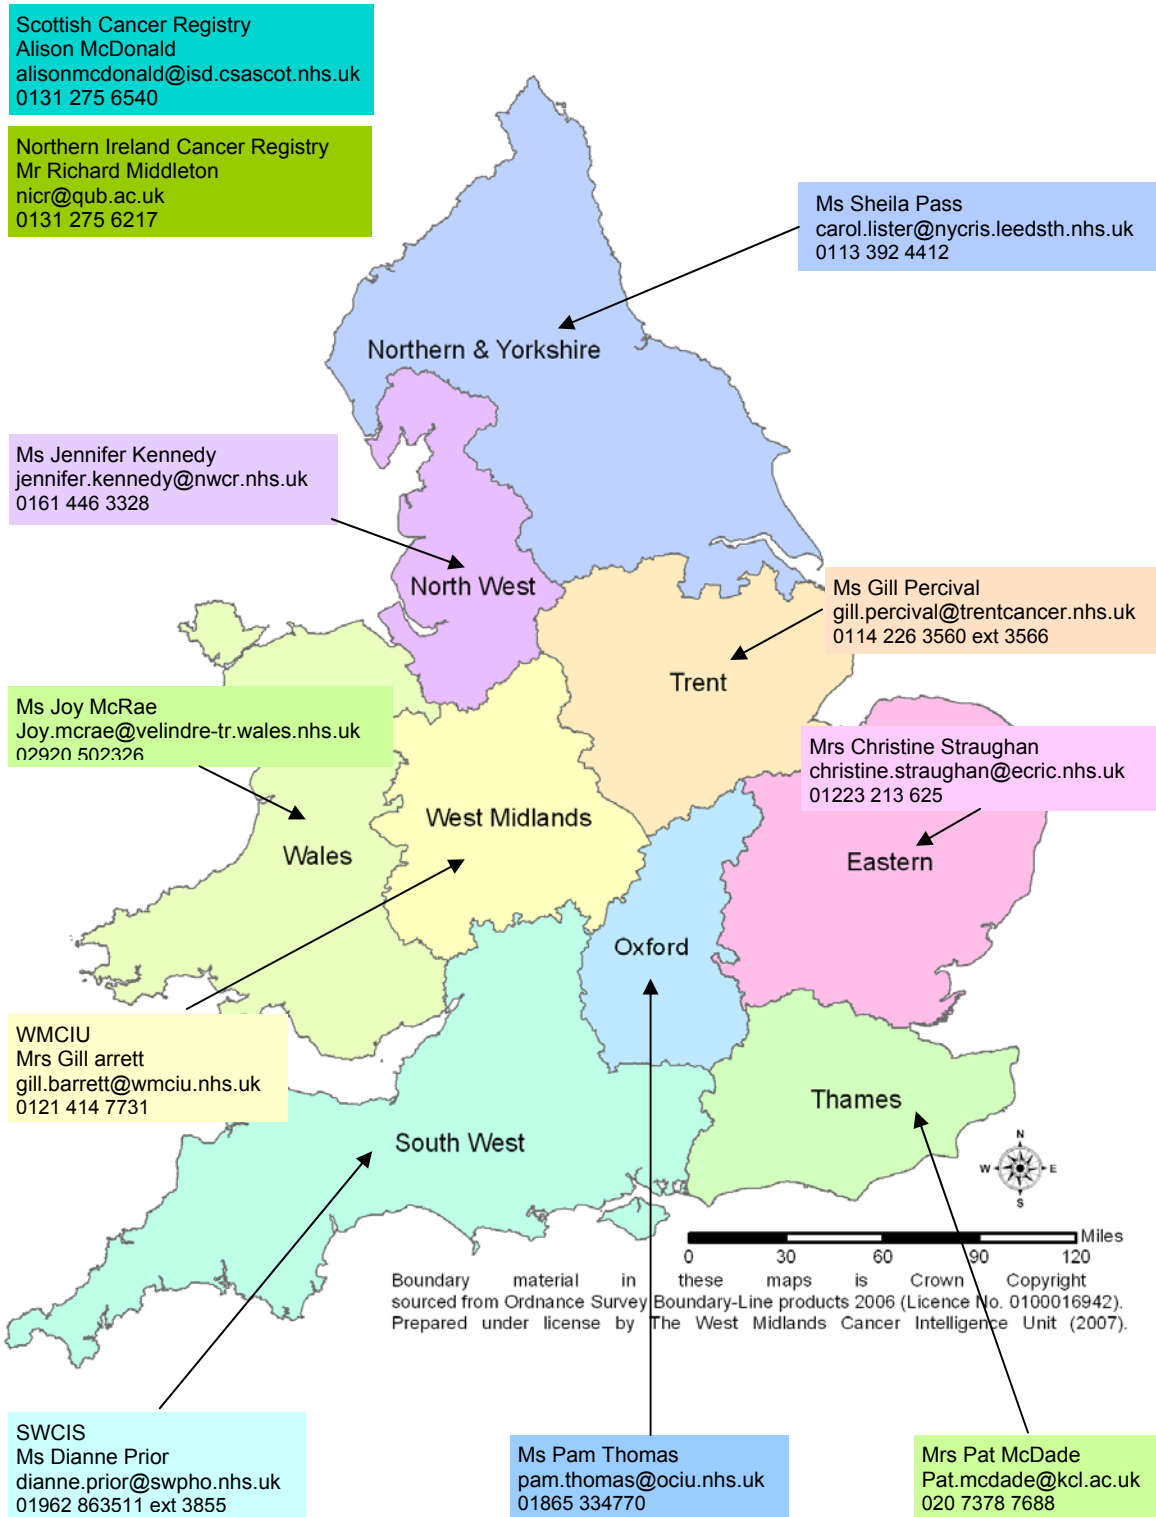 Scottish Cancer Registry
Alison McDonald
alisonmcdonald@isd.csascot.nhs.uk
0131 275 6540
Northern Ireland Cancer Registry
Mr Richard Middleton
nicr@qub.ac.uk
0131 275 6217
Ms Sheila Pass
carol.lister@nycris.leedsth.nhs.uk
0113 392 4412
Northern & Yorkshire
Ms Jennifer Kennedy
jennifer.kennedy@nwcr.nhs.uk
0161 446 3328
North West
Ms Gill Percival
gill.percival@trentcancer.nhs.uk
0114 226 3560 ext 3566
Trent
Ms Joy McRae
Joy.mcrae@velindre-tr.wales.nhs.uk
02920 502326
Mrs Christine Straughan
christine.straughan@ecric.nhs.uk
01223 213 625
West Midlands
Wales
Eastern
Oxford
WMCIU
Mrs Gill arrett
gill.barrett@wmciu.nhs.uk
0121 414 7731
Thames
South West
N
W E
S
Miles
0 30 60 90 120
Boundary material in these maps is Crown Copyright
sourced from Ordnance Survey Boundary-Line products 2006 (Licence No. 0100016942).
Prepared under license by The West Midlands Cancer Intelligence Unit (2007).
SWCIS
Ms Dianne Prior
dianne.prior@swpho.nhs.uk
01962 863511 ext 3855
Ms Pam Thomas
pam.thomas@ociu.nhs.uk
01865 334770
Mrs Pat McDade
Pat.mcdade@kcl.ac.uk
020 7378 7688